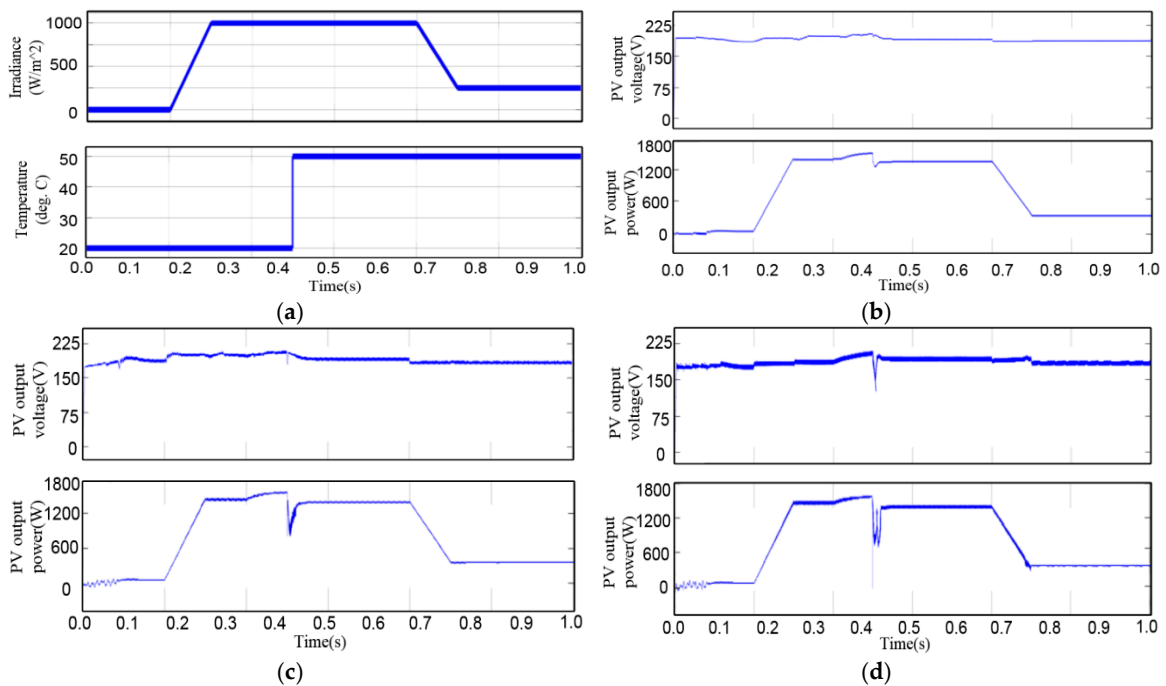 Irradiance
(W/m^2)
1000
500
0
Temperature
(deg. C)
50
40
30
20
0.0 0.1 0.2 0.3 0.4 0.5 0.6 0.7 0.8 0.9 1.0
Time(s)
(a)
PV output
voltage(V)
225
150
75
0
PV output
power(W)
1800
1200
600
0
0.0 0.1 0.2 0.3 0.4 0.5 0.6 0.7 0.8 0.9 1.0
Time(s)
(b)
PV output
voltage(V)
225
150
75
0
PV output
power(W)
1800
1200
600
0
0.0 0.1 0.2 0.3 0.4 0.5 0.6 0.7 0.8 0.9 1.0
Time(s)
(c)
PV output
voltage(V)
225
150
75
0
PV output
power(W)
1800
1200
600
0
0.0 0.1 0.2 0.3 0.4 0.5 0.6 0.7 0.8 0.9 1.0
Time(s)
(d)